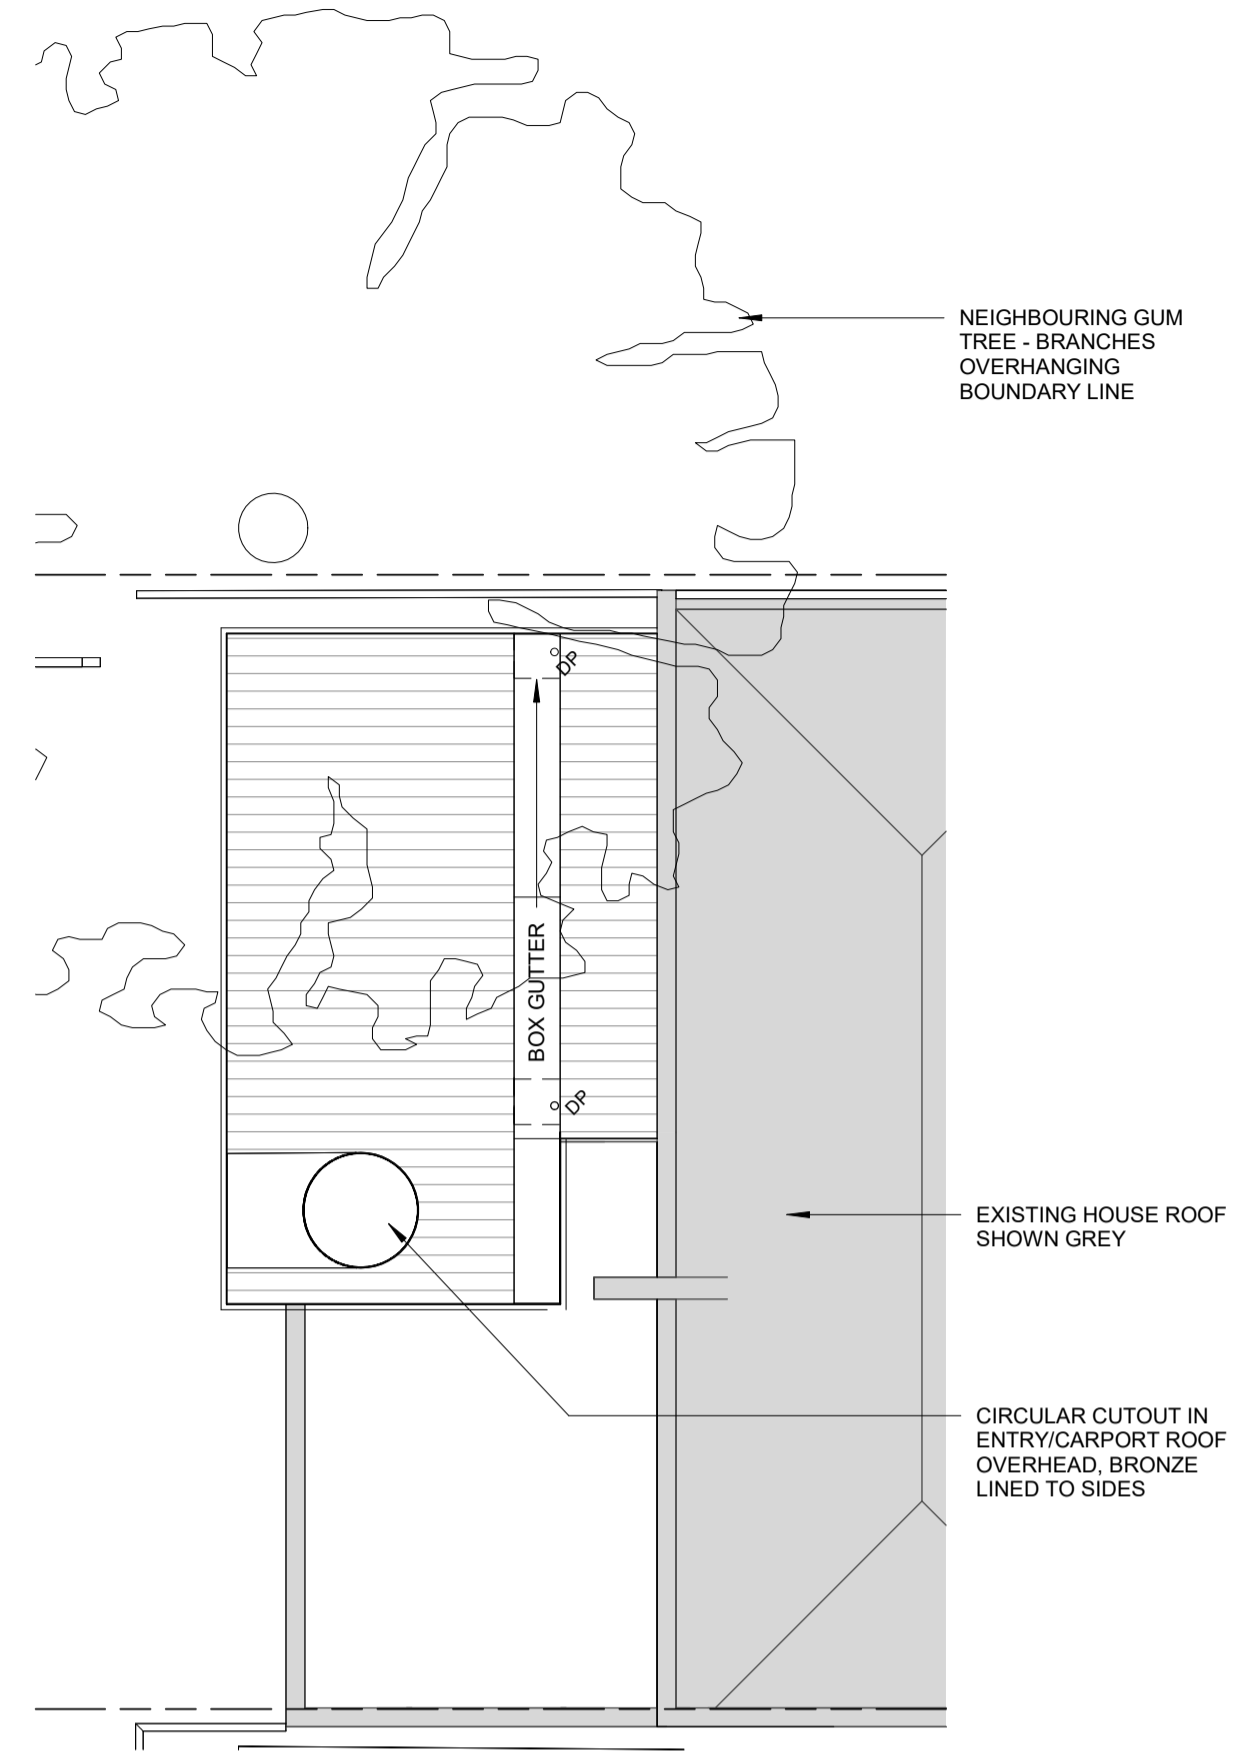 NEIGHBOURING GUM
TREE - BRANCHES
OVERHANGING
BOUNDARY LINE
DP
BOX GUTTER
DP
EXISTING HOUSE ROOF
SHOWN GREY
CIRCULAR CUTOUT IN
ENTRY/CARPORT ROOF
OVERHEAD, BRONZE
LINED TO SIDES